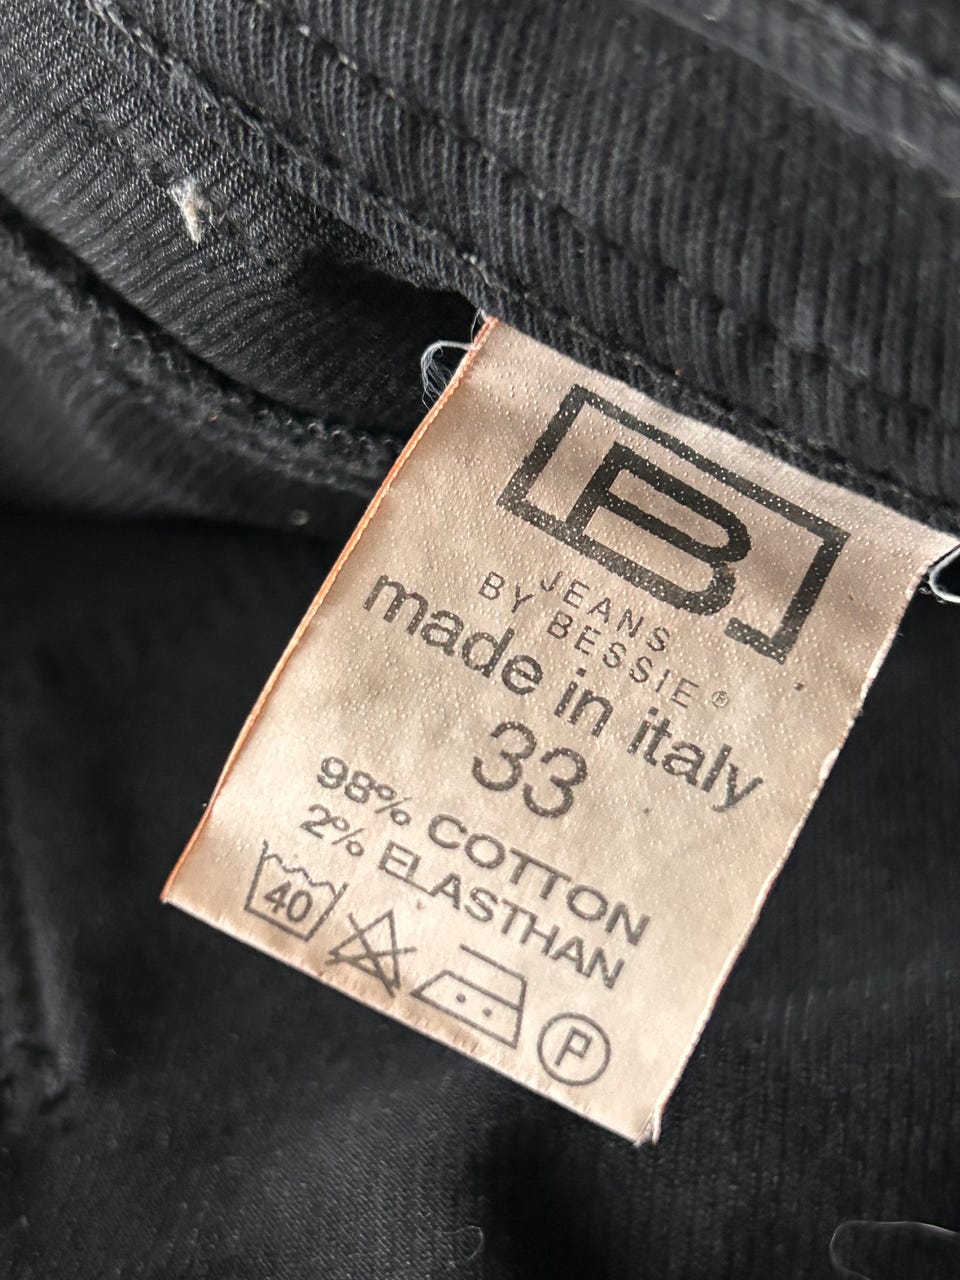 B
JEANS
BY BESSIE®
made in italy
33
98% COTTON
2% ELASTHAN
40 P